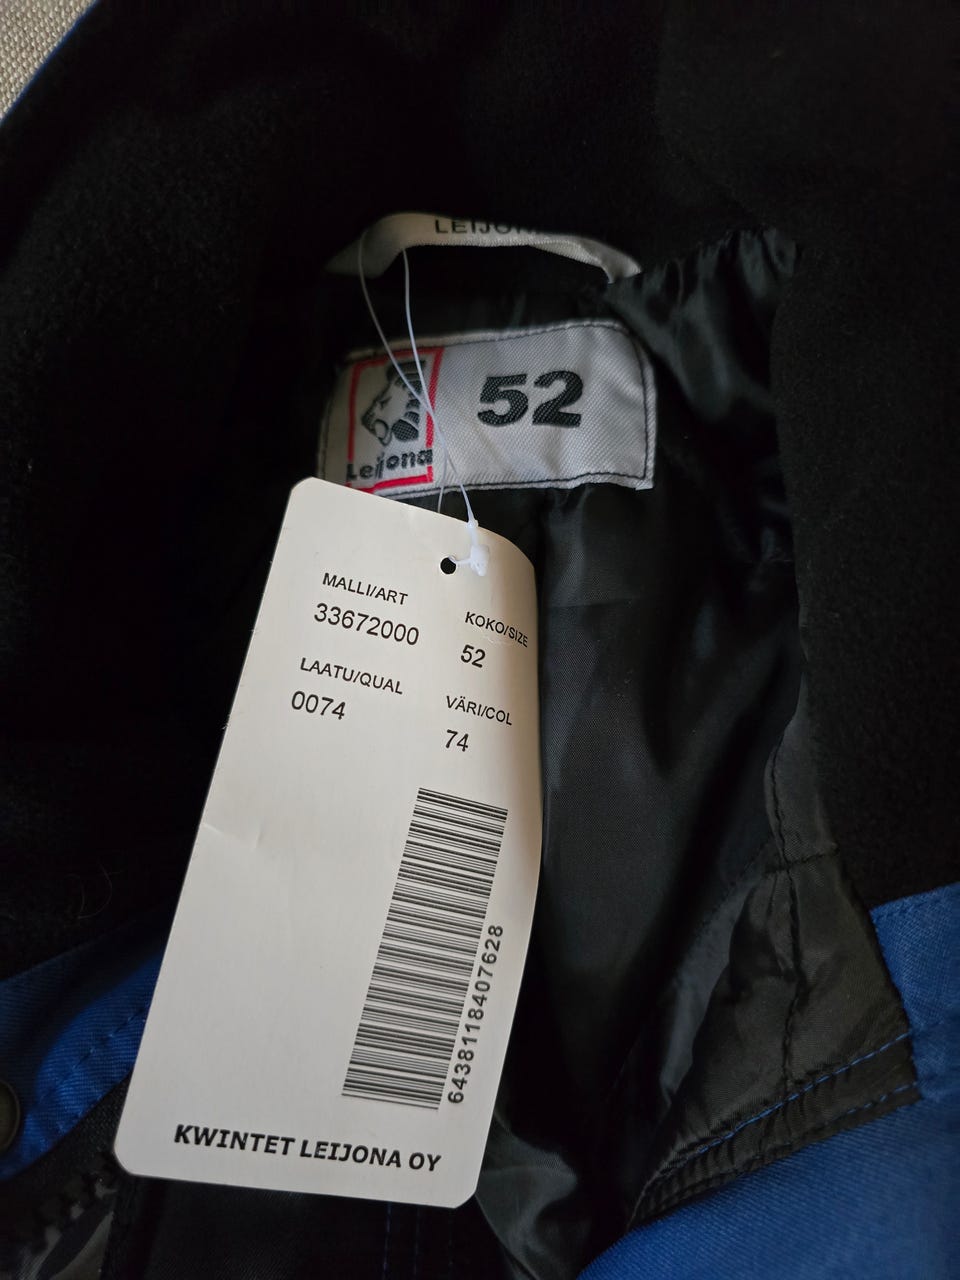 LEIJONA
52
Leijona
MALLI/ART
33672000
KOKO/SIZE
52
LAATU/QUAL
0074
VÄRI/COL
74
6438118407628
KWINTET LEIJONA OY